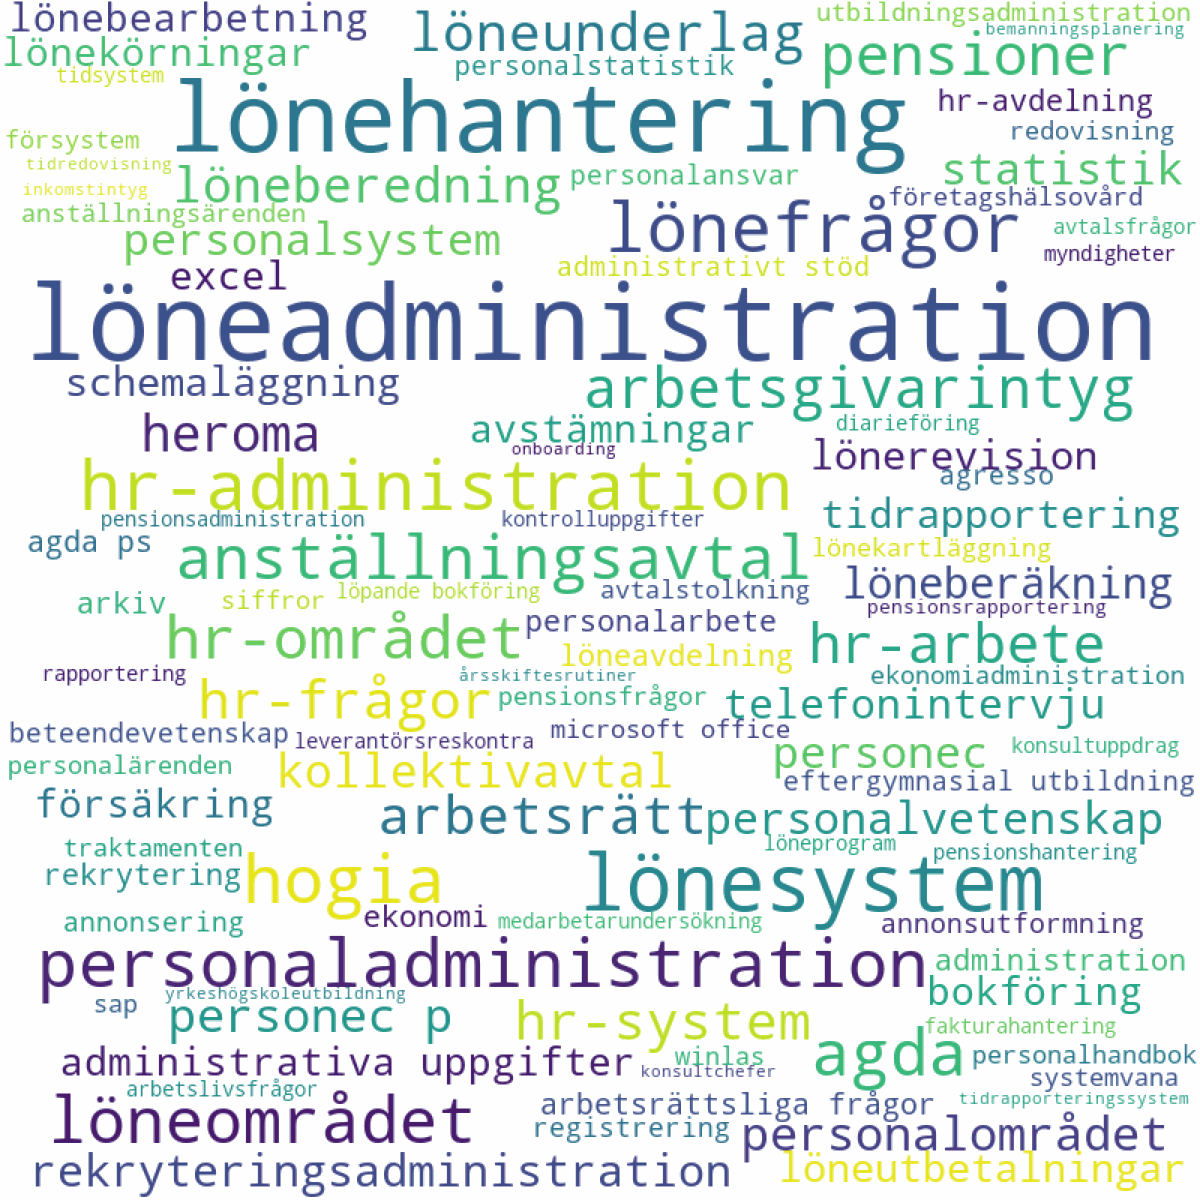 lönebearbetning löneunderlag utbildningsadministration
bemanningsplanering
lönekörningar personalstatistik pensioner
tidsystem
lönehantering hr-avdelning
redovisning
försystem
tidredovisning
löneberedning personalansvar statistik
inkomstintyg
företagshälsovård
anställningsärenden lönefrågor avtalsfrågor
personalsystem
myndigheter
excel administrativt stöd
löneadministration
schemaläggning arbetsgivarintyg
heroma avstämningar diarieföring
onboarding
lönerevision
hr-administration agresso
pensionsadministration kontrolluppgifter tidrapportering
agda ps anställningsavtal lönekartläggning
löneberäkning
arkiv siffror löpande bokföring avtalstolkning
pensionsrapportering
hr-området personalarbete hr-arbete
löneavdelning
rapportering årsskiftesrutiner ekonomiadministration
hr-frågor pensionsfrågor telefonintervju
beteendevetenskap leverantörsreskontra microsoft office
personec konsultuppdrag
personalärenden kollektivavtal eftergymnasial utbildning
försäkring arbetsrätt personalvetenskap
traktamenten löneprogram pensionshantering
rekrytering hogia lönesystem
annonsering ekonomi medarbetarundersökning annonsutformning
personaladministration administration
sap yrkeshögskoleutbildning bokföring
personec p hr-system fakturahantering
administrativa uppgifter winlas agda personalhandbok
konsultchefer
systemvana
arbetslivsfrågor
löneområdet arbetsrättsliga frågor tidrapporteringssystem
registrering personalområdet
rekryteringsadministration löneutbetalningar